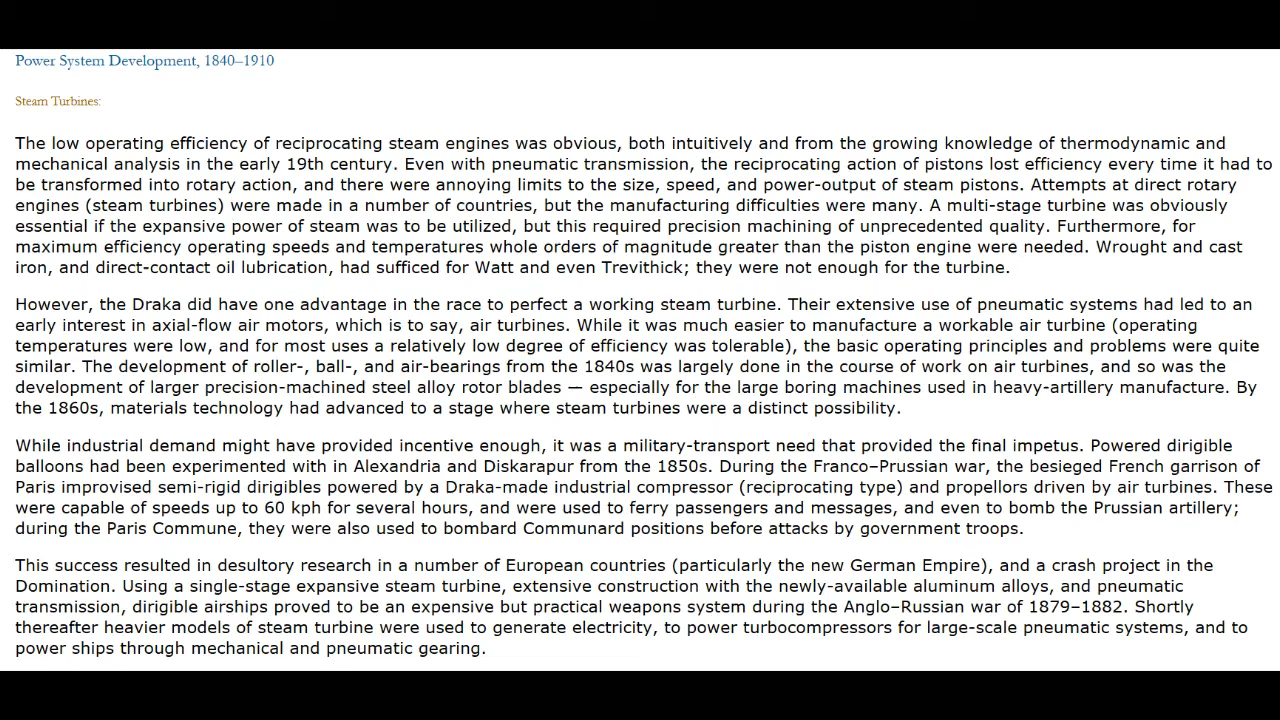 Power System Development, 1840–1910
Steam Turbines:
The low operating efficiency of reciprocating steam engines was obvious, both intuitively and from the growing knowledge of thermodynamic and
mechanical analysis in the early 19th century. Even with pneumatic transmission, the reciprocating action of pistons lost efficiency every time it had to
be transformed into rotary action, and there were annoying limits to the size, speed, and power-output of steam pistons. Attempts at direct rotary
engines (steam turbines) were made in a number of countries, but the manufacturing difficulties were many. A multi-stage turbine was obviously
essential if the expansive power of steam was to be utilized, but this required precision machining of unprecedented quality. Furthermore, for
maximum efficiency operating speeds and temperatures whole orders of magnitude greater than the piston engine were needed. Wrought and cast
iron, and direct-contact oil lubrication, had sufficed for Watt and even Trevithick; they were not enough for the turbine.
However, the Draka did have one advantage in the race to perfect a working steam turbine. Their extensive use of pneumatic systems had led to an
early interest in axial-flow air motors, which is to say, air turbines. While it was much easier to manufacture a workable air turbine (operating
temperatures were low, and for most uses a relatively low degree of efficiency was tolerable), the basic operating principles and problems were quite
similar. The development of roller-, ball-, and air-bearings from the 1840s was largely done in the course of work on air turbines, and so was the
development of larger precision-machined steel alloy rotor blades — especially for the large boring machines used in heavy-artillery manufacture. By
the 1860s, materials technology had advanced to a stage where steam turbines were a distinct possibility.
While industrial demand might have provided incentive enough, it was a military-transport need that provided the final impetus. Powered dirigible
balloons had been experimented with in Alexandria and Diskarapur from the 1850s. During the Franco–Prussian war, the besieged French garrison of
Paris improvised semi-rigid dirigibles powered by a Draka-made industrial compressor (reciprocating type) and propellors driven by air turbines. These
were capable of speeds up to 60 kph for several hours, and were used to ferry passengers and messages, and even to bomb the Prussian artillery;
during the Paris Commune, they were also used to bombard Communard positions before attacks by government troops.
This success resulted in desultory research in a number of European countries (particularly the new German Empire), and a crash project in the
Domination. Using a single-stage expansive steam turbine, extensive construction with the newly-available aluminum alloys, and pneumatic
transmission, dirigible airships proved to be an expensive but practical weapons system during the Anglo–Russian war of 1879–1882. Shortly
thereafter heavier models of steam turbine were used to generate electricity, to power turbocompressors for large-scale pneumatic systems, and to
power ships through mechanical and pneumatic gearing.